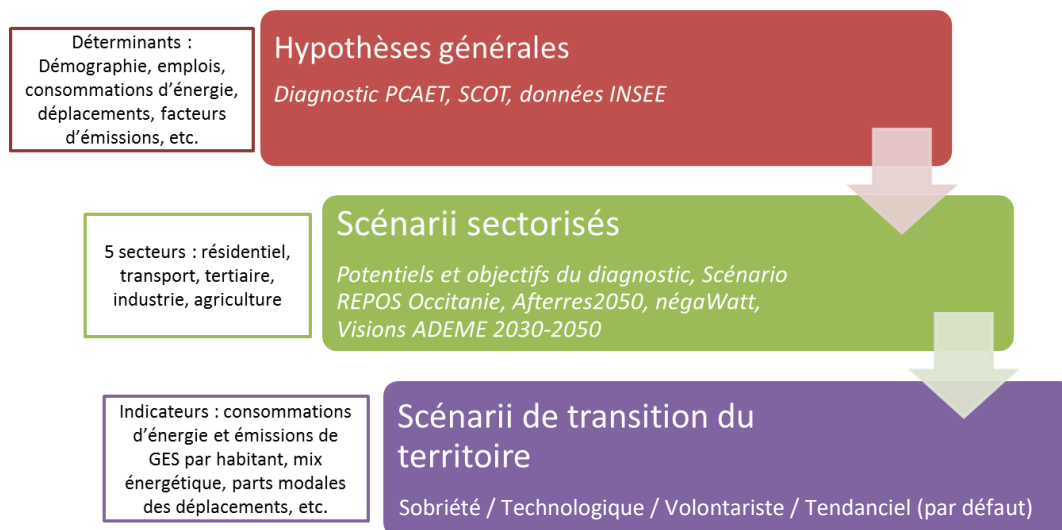 Déterminants :
Démographie, emplois,
consommations d’énergie,
déplacements, facteurs
d’émissions, etc.
Hypothèses générales
Diagnostic PCAET, SCOT, données INSEE
5 secteurs : résidentiel,
transport, tertiaire,
industrie, agriculture
Scénarii sectorisés
Potentiels et objectifs du diagnostic, Scénario
REPOS Occitanie, Afterres2050, négaWatt,
Visions ADEME 2030-2050
Indicateurs : consommations
d’énergie et émissions de
GES par habitant, mix
énergétique, parts modales
des déplacements, etc.
Scénarii de transition du
territoire
Sobriété / Technologique / Volontariste / Tendanciel (par défaut)